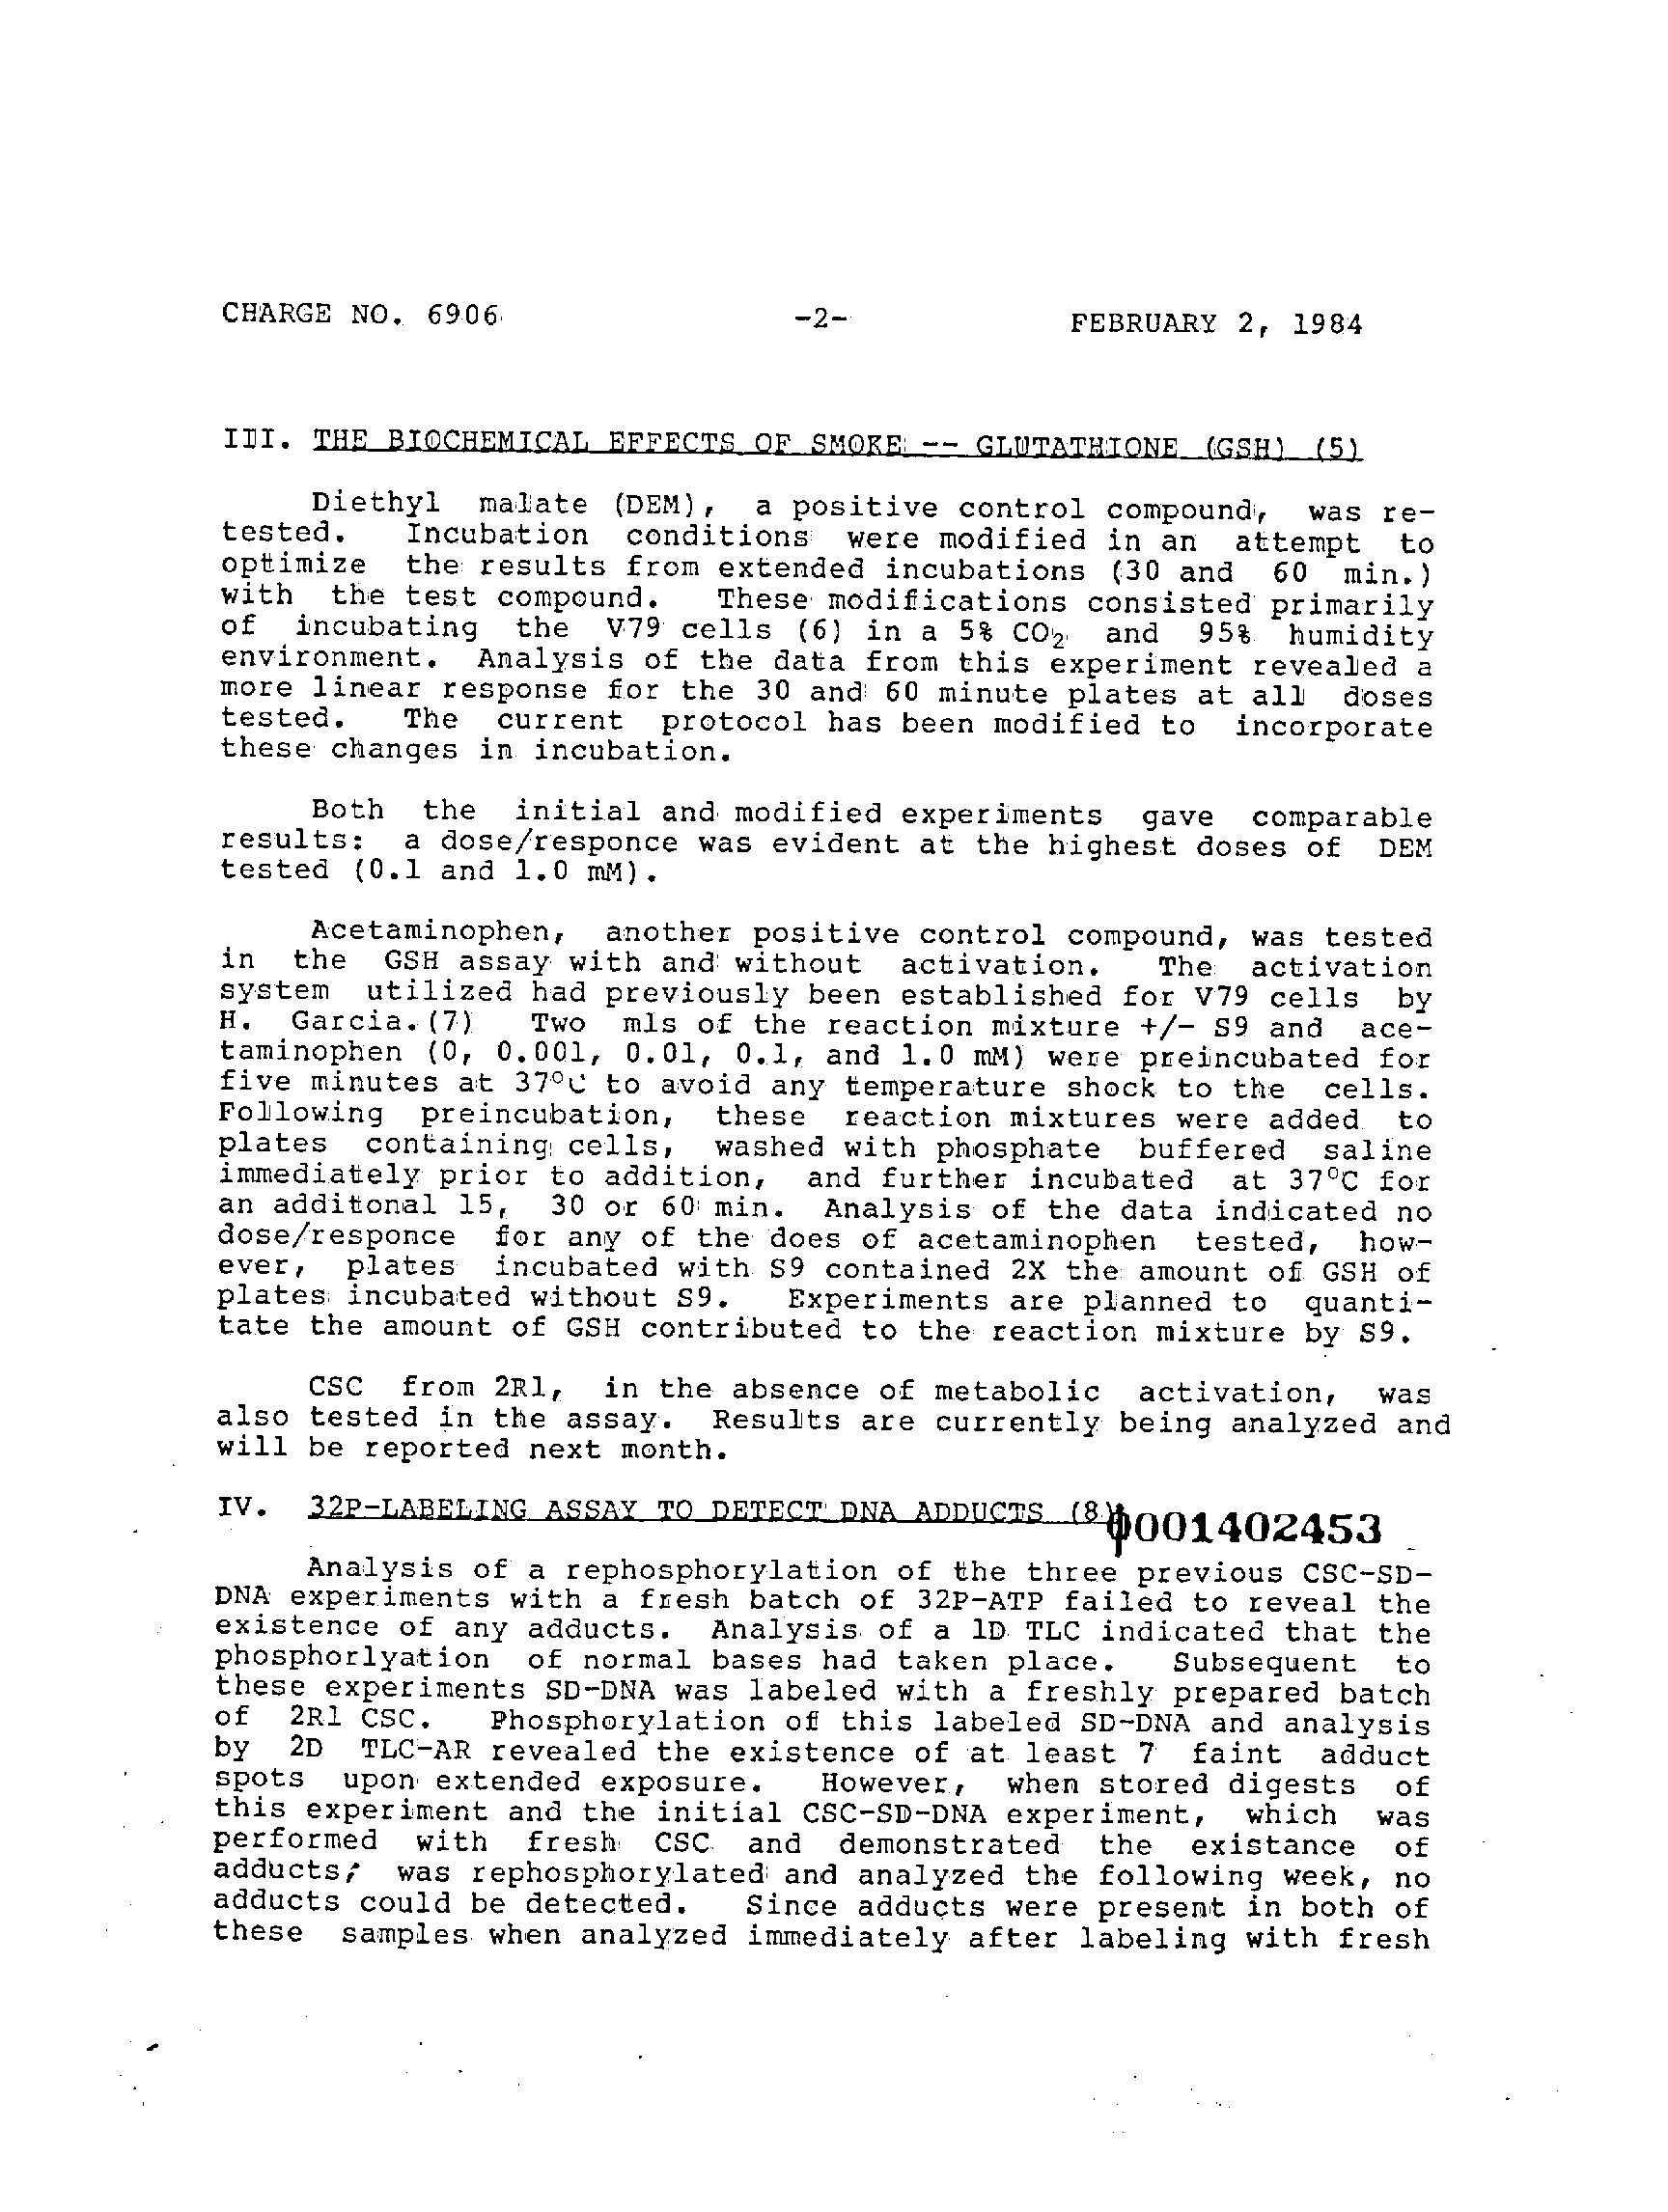 CHARGE NO. 6906 -2- FEBRUARY 2, 1984
III. THE BIOCHEMICAL EFFECTS OF SMOKE -- GLUTATHIONE (GSH) (5)
Diethyl malate (DEM), a positive control compound, was re-
tested. Incubation conditions were modified in an attempt to
optimize the results from extended incubations (30 and 60 min.)
with the test compound. These modifications consisted primarily
of incubating the V79 cells (6) in a 5% CO2 and 95% humidity
environment. Analysis of the data from this experiment revealed a
more linear response for the 30 and 60 minute plates at all doses
tested. The current protocol has been modified to incorporate
these changes in incubation.
Both the initial and modified experiments gave comparable
results: a dose/responce was evident at the highest doses of DEM
tested (0.1 and 1.0 mM).
Acetaminophen, another positive control compound, was tested
in the GSH assay with and without activation. The activation
system utilized had previously been established for V79 cells by
H. Garcia.(7) Two mls of the reaction mixture +/- S9 and ace-
taminophen (0, 0.001, 0.01, 0.1, and 1.0 mM) were preincubated for
five minutes at 37°C to avoid any temperature shock to the cells.
Following preincubation, these reaction mixtures were added to
plates containing cells, washed with phosphate buffered saline
immediately prior to addition, and further incubated at 37°C for
an additonal 15, 30 or 60 min. Analysis of the data indicated no
dose/responce for any of the does of acetaminophen tested, how-
ever, plates incubated with S9 contained 2X the amount of GSH of
plates incubated without S9. Experiments are planned to quanti-
tate the amount of GSH contributed to the reaction mixture by S9.
CSC from 2R1, in the absence of metabolic activation, was
also tested in the assay. Results are currently being analyzed and
will be reported next month.
IV. 32P-LABELING ASSAY TO DETECT DNA ADDUCTS (8)
0001402453
Analysis of a rephosphorylation of the three previous CSC-SD-
DNA experiments with a fresh batch of 32P-ATP failed to reveal the
existence of any adducts. Analysis of a 1D TLC indicated that the
phosphorlyation of normal bases had taken place. Subsequent to
these experiments SD-DNA was labeled with a freshly prepared batch
of 2R1 CSC. Phosphorylation of this labeled SD-DNA and analysis
by 2D TLC-AR revealed the existence of at least 7 faint adduct
spots upon extended exposure. However, when stored digests of
this experiment and the initial CSC-SD-DNA experiment, which was
performed with fresh CSC and demonstrated the existance of
adducts, was rephosphorylated and analyzed the following week, no
adducts could be detected. Since adducts were present in both of
these samples when analyzed immediately after labeling with fresh